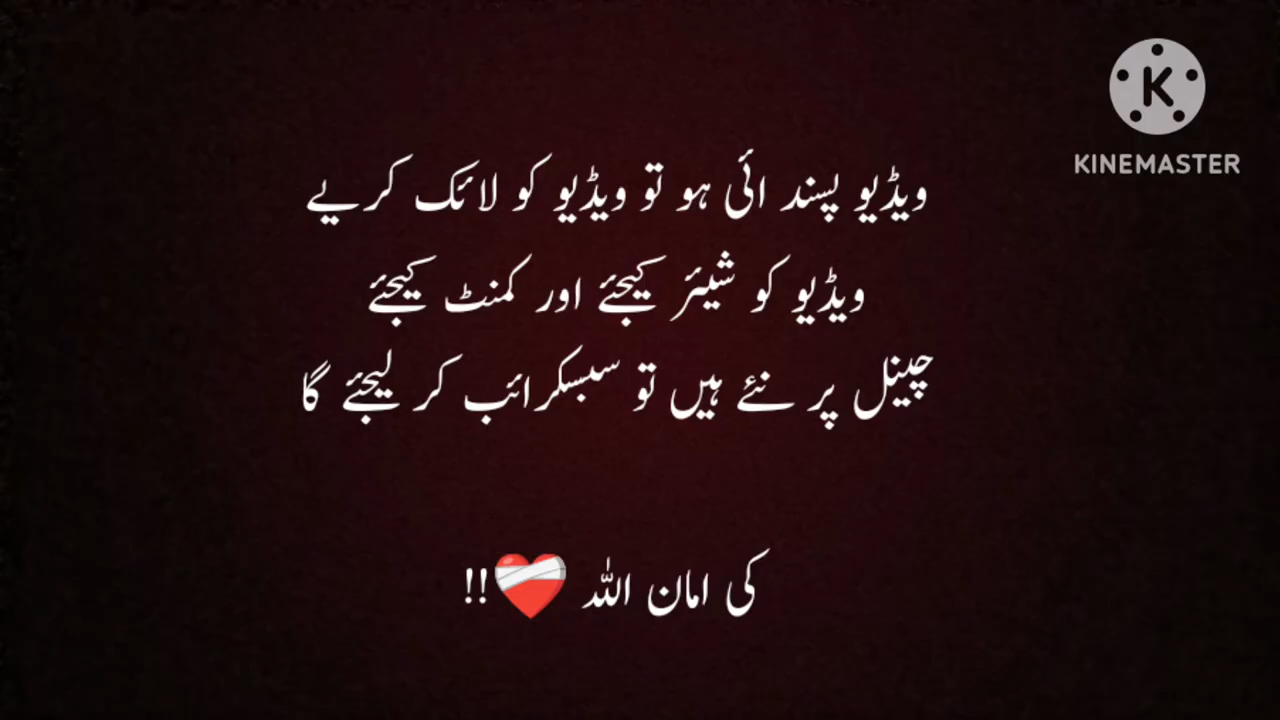 KINEMASTER
ویڈیو پسند ائی ہو تو ویڈیو کو لائک کریے
ویڈیو کو شیئر کیجئے اور کمنٹ کیجئے
چینل پر نئے ہیں تو سبسکرائب کر لیجئے گا
کی امان اللہ ❤️‍🩹!!